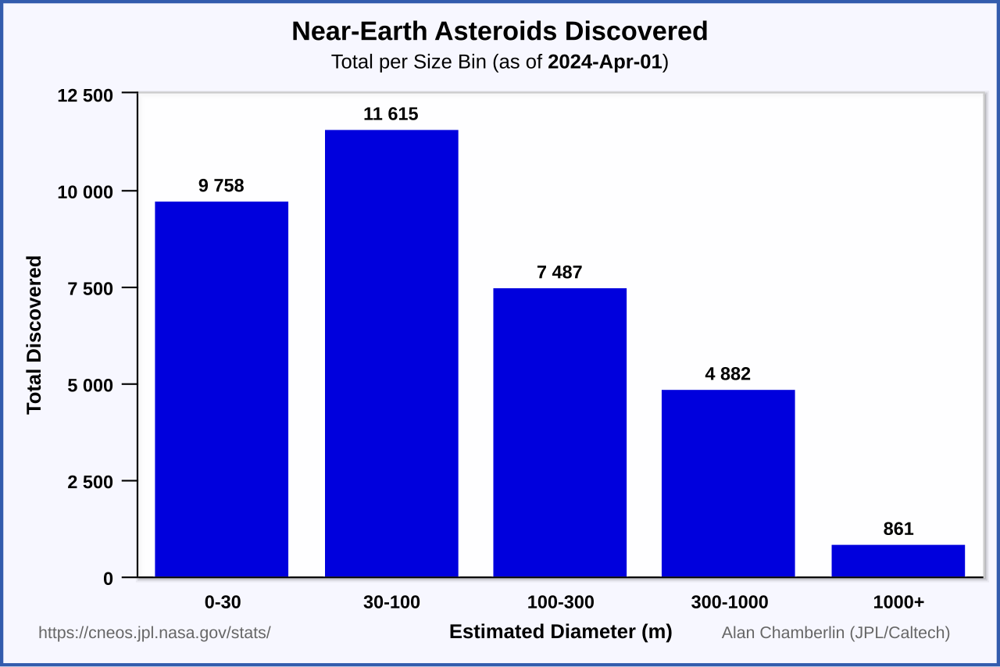 Near-Earth Asteroids Discovered
Total per Size Bin (as of 2024-Apr-01)
12 500
10 000
7 500
5 000
2 500
0
Total Discovered
9 758
11 615
7 487
4 882
861
0-30
30-100
100-300
300-1000
1000+
https://cneos.jpl.nasa.gov/stats/
Estimated Diameter (m)
Alan Chamberlin (JPL/Caltech)